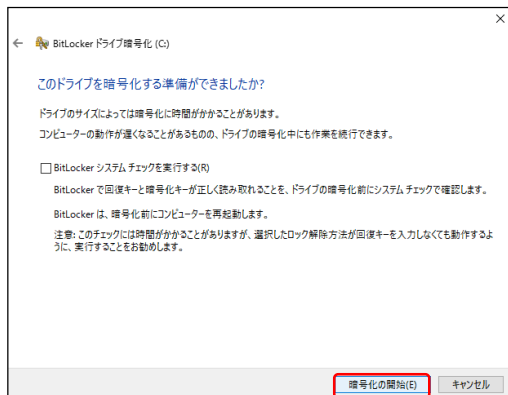 BitLocker ドライブ暗号化 (C:)
このドライブを暗号化する準備ができましたか?
ドライブのサイズによっては暗号化に時間がかかることがあります。
コンピューターの動作が遅くなることがあるものの、ドライブの暗号化中にも作業を続行できます。
BitLocker システム チェックを実行する(R)
BitLocker で回復キーと暗号化キーが正しく読み取れることを、ドライブの暗号化前にシステム チェックで確認します。
BitLocker は、暗号化前にコンピューターを再起動します。
注意: このチェックには時間がかかることがありますが、選択したロック解除方法が回復キーを入力しなくても動作するよ
うに、実行することをお勧めします。
暗号化の開始(E) キャンセル